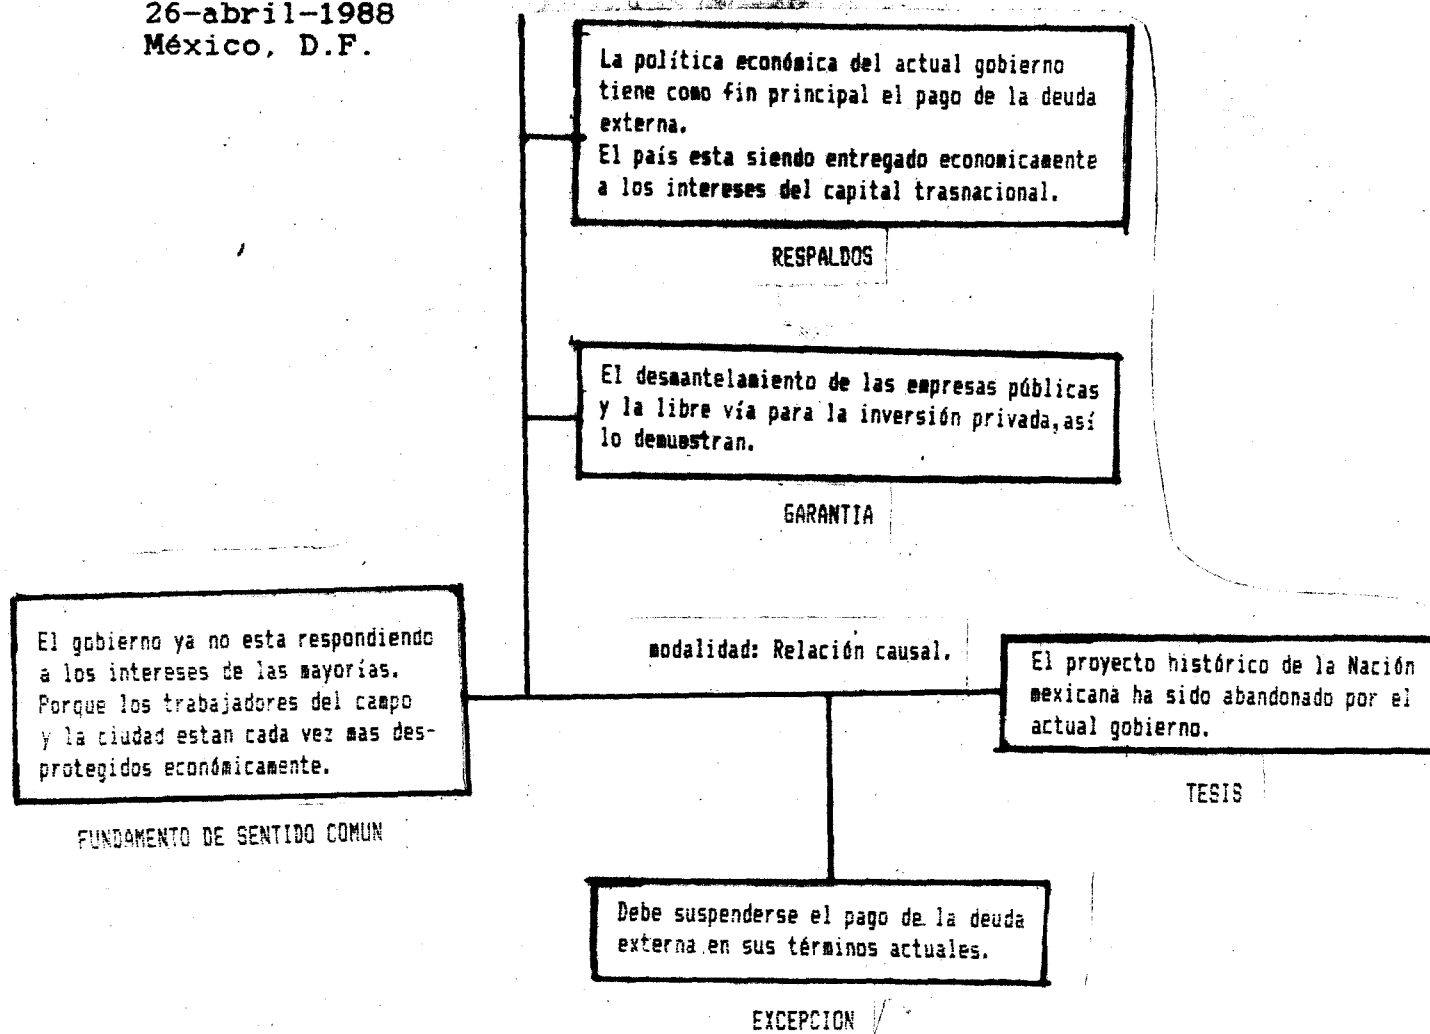 26-abril-1988
México, D.F.
La política económica del actual gobierno
tiene como fin principal el pago de la deuda
externa.
El país esta siendo entregado economicamente
a los intereses del capital trasnacional.
RESPALDOS
El desmantelamiento de las empresas públicas
y la libre vía para la inversión privada,así
lo demuestran.
GARANTIA
El gobierno ya no esta respondiendo
a los intereses de las mayorías.
Porque los trabajadores del campo
y la ciudad estan cada vez mas des-
protegidos económicamente.
FUNDAMENTO DE SENTIDO COMUN
modalidad: Relación causal.
El proyecto histórico de la Nación
mexicana ha sido abandonado por el
actual gobierno.
TESIS
Debe suspenderse el pago de la deuda
externa en sus términos actuales.
EXCEPCION